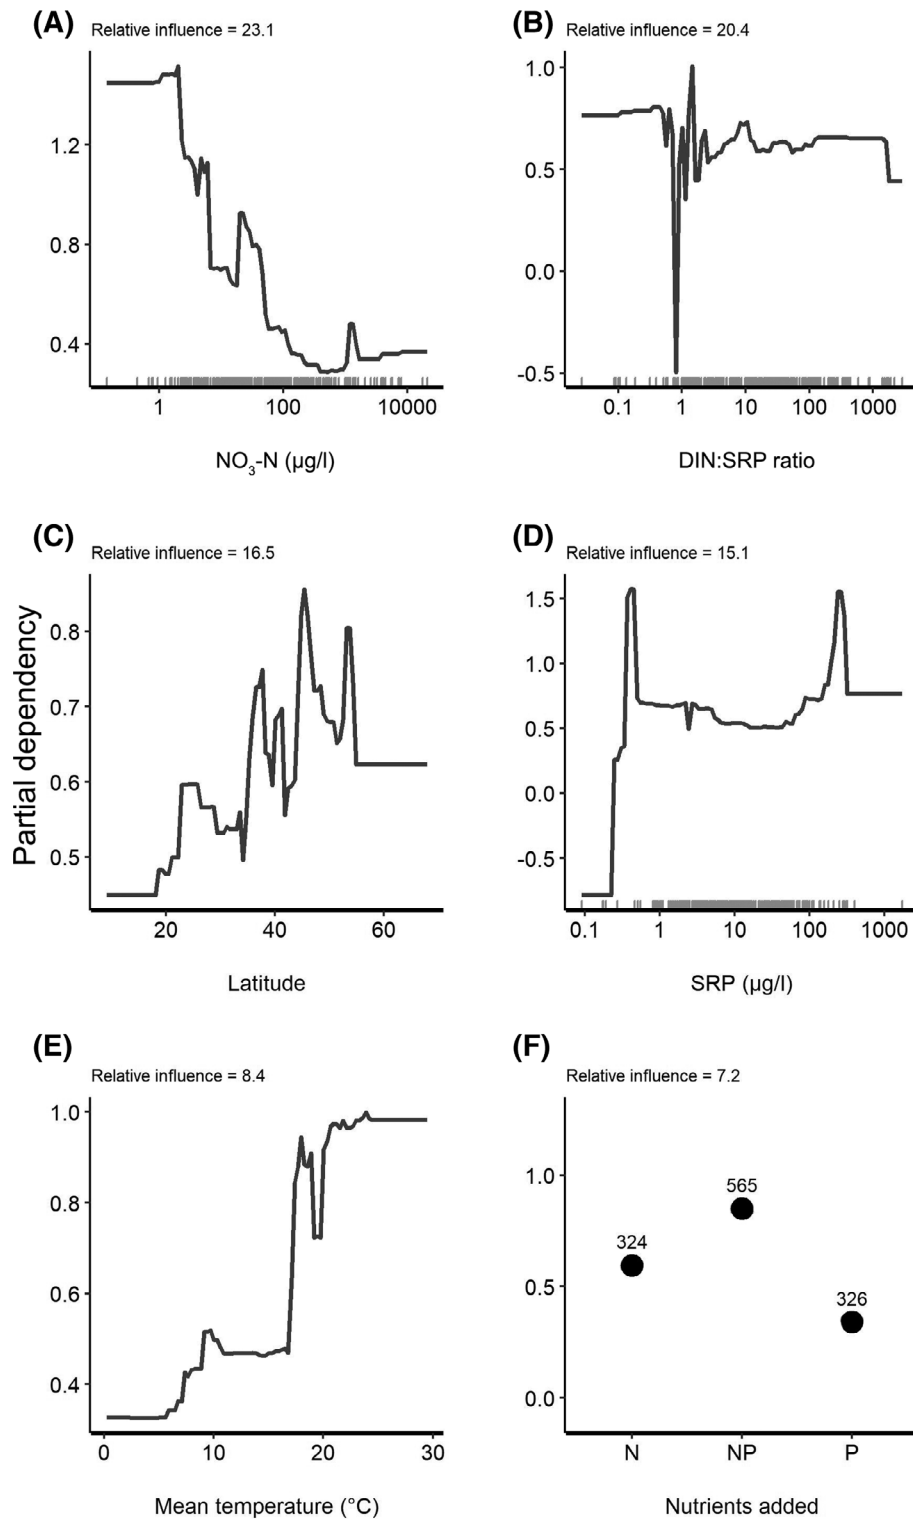 (A)
Relative influence = 23.1
1.2
0.8
0.4
1 100 10000
NO₃-N (µg/l)
(B)
Relative influence = 20.4
1.0
0.5
0.0
-0.5
0.1 1 10 100 1000
DIN:SRP ratio
Partial dependency
(C)
Relative influence = 16.5
0.8
0.7
0.6
0.5
20 40 60
Latitude
(D)
Relative influence = 15.1
1.5
1.0
0.5
0.0
-0.5
0.1 1 10 100 1000
SRP (µg/l)
(E)
Relative influence = 8.4
1.0
0.8
0.6
0.4
0 10 20 30
Mean temperature (°C)
(F)
Relative influence = 7.2
1.0
0.5
0.0
324
565
326
N NP P
Nutrients added